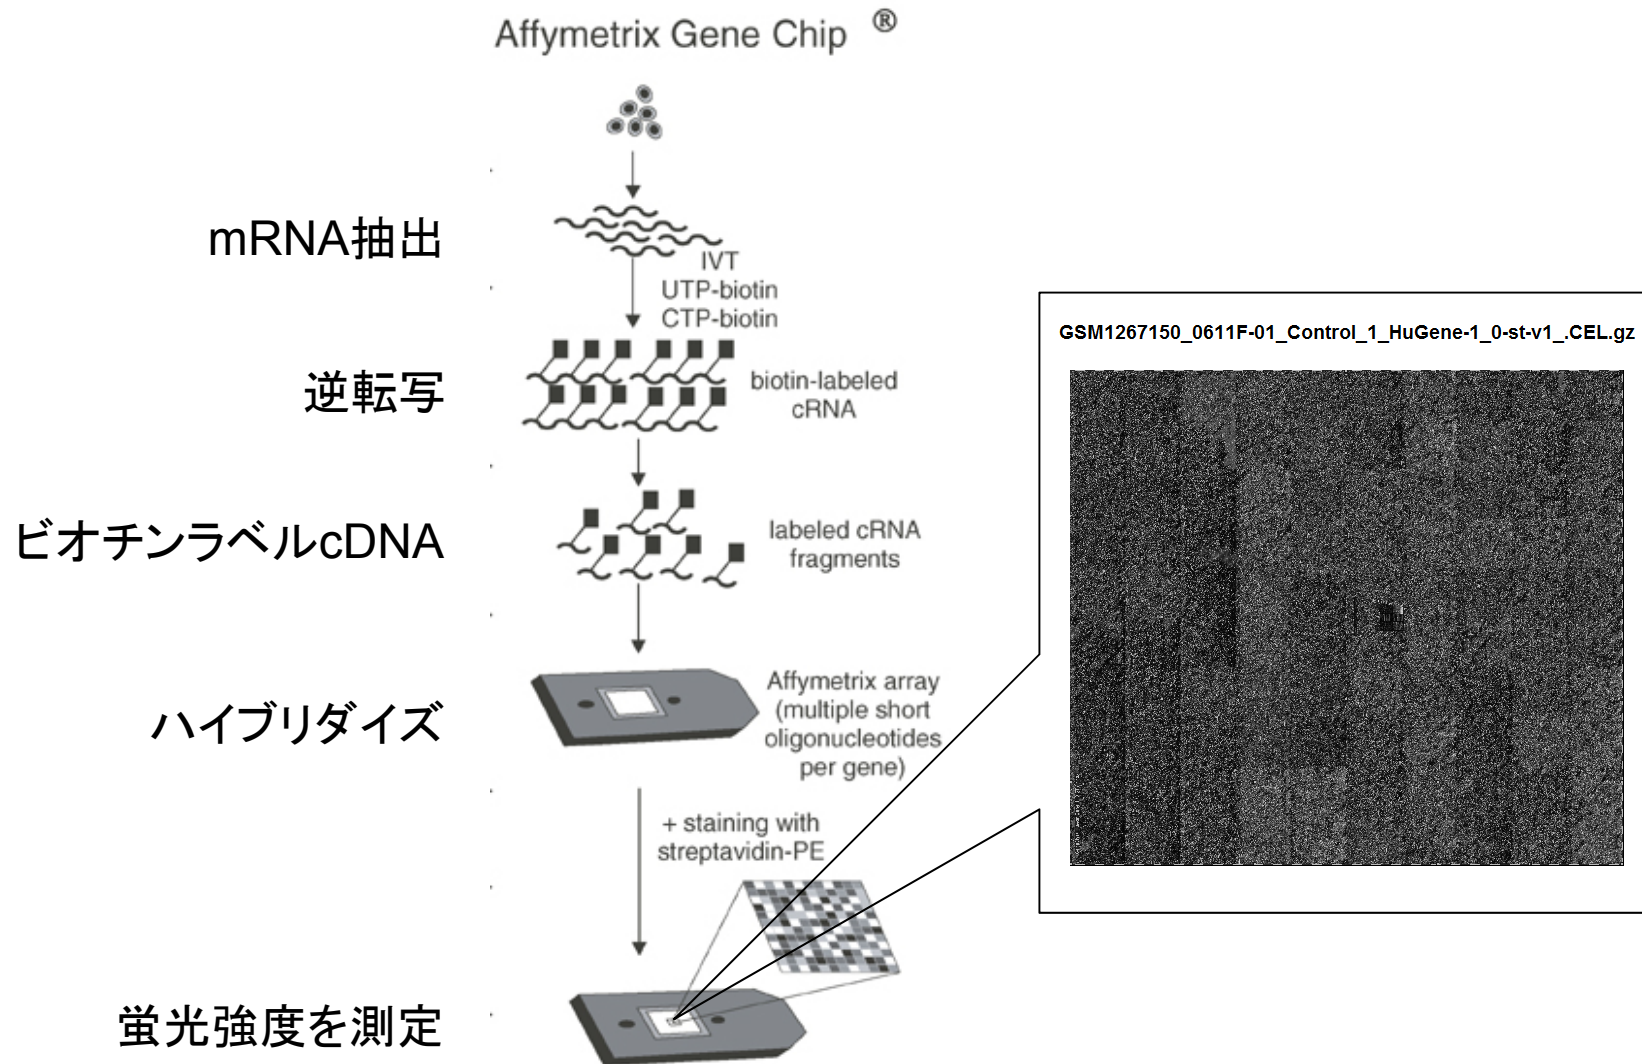 Affymetrix Gene Chip ®
mRNA抽出
IVT
UTP-biotin
CTP-biotin
逆転写
biotin-labeled
cRNA
ビオチンラベルcDNA
labeled cRNA
fragments
ハイブリダイズ
Affymetrix array
(multiple short
oligonucleotides
per gene)
+ staining with
streptavidin-PE
蛍光強度を測定
GSM1267150_0611F-01_Control_1_HuGene-1_0-st-v1_.CEL.gz